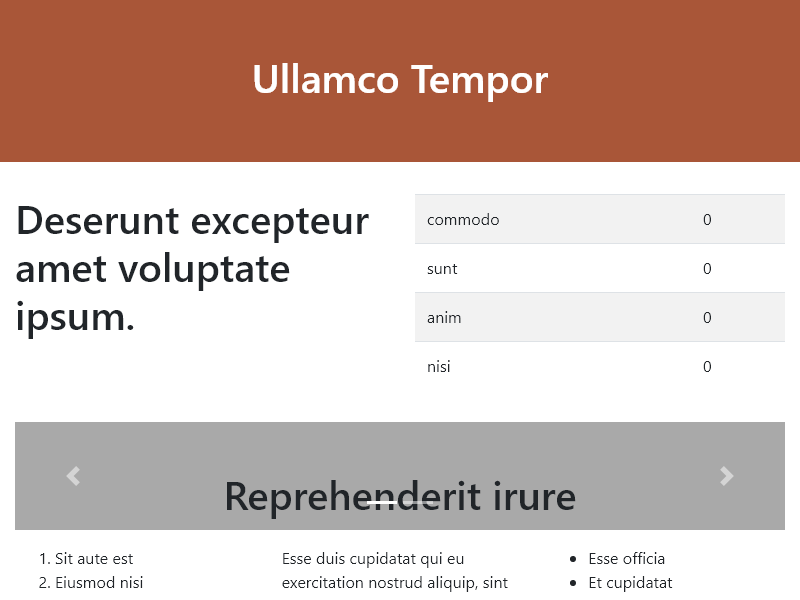 Ullamco Tempor
Deserunt excepteur
amet voluptate
ipsum.
commodo 0
sunt 0
anim 0
nisi 0
Reprehenderit irure
1. Sit aute est
2. Eiusmod nisi
Esse duis cupidatat qui eu
exercitation nostrud aliquip, sint
• Esse officia
• Et cupidatat